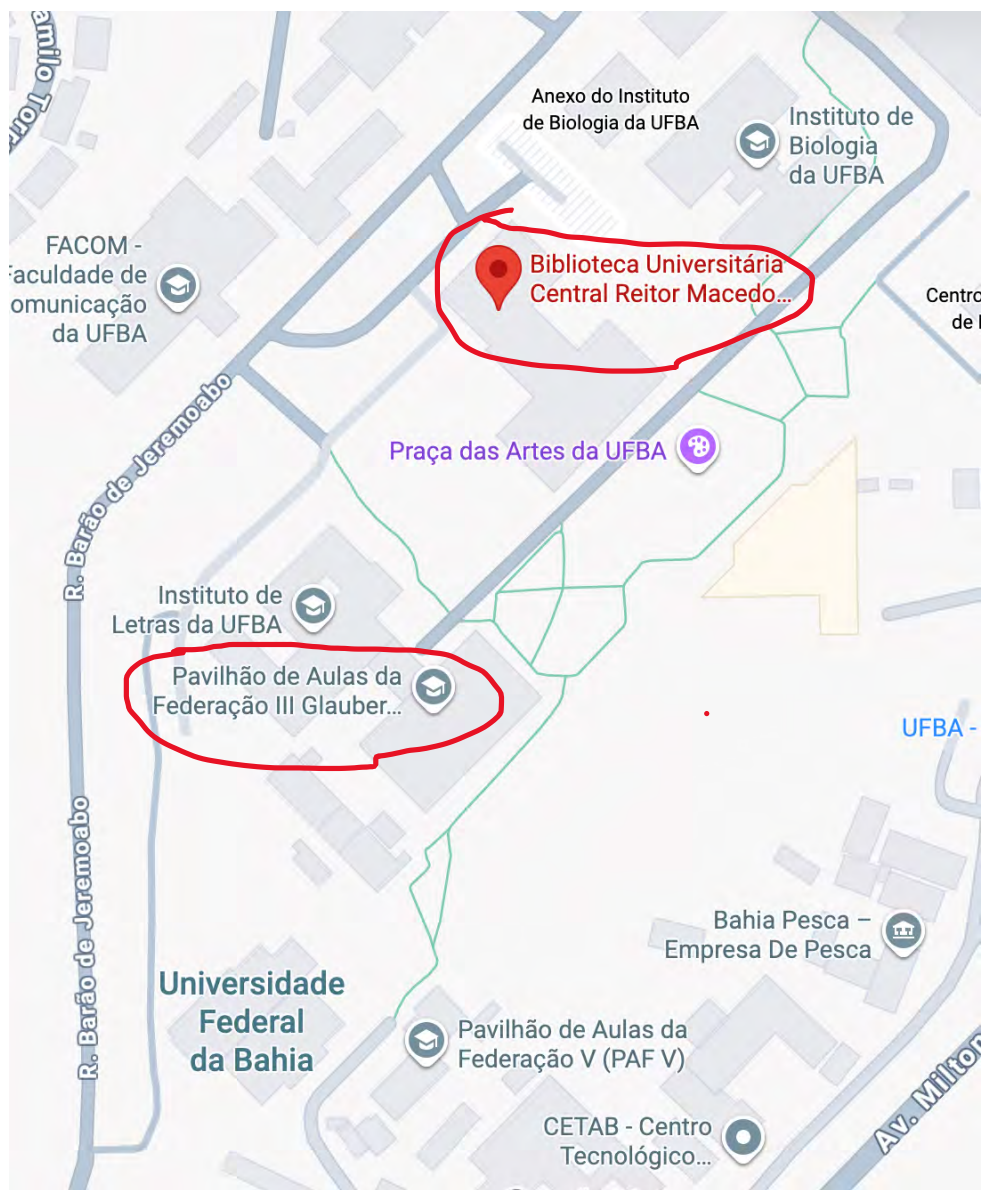 amilo Torr
Anexo do Instituto
de Biologia da UFBA
Instituto de
Biologia
da UFBA
FACOM -
Faculdade de
omunicação
da UFBA
Biblioteca Universitária
Central Reitor Macedo...
Centro
de
R. Barão de Jeremoabo
Praça das Artes da UFBA
Instituto de
Letras da UFBA
Pavilhão de Aulas da
Federação III Glauber...
UFBA -
R. Barão de Jeremoabo
Bahia Pesca –
Empresa De Pesca
Universidade
Federal
da Bahia
Pavilhão de Aulas da
Federação V (PAF V)
Av. Milton
CETAB - Centro
Tecnológico...